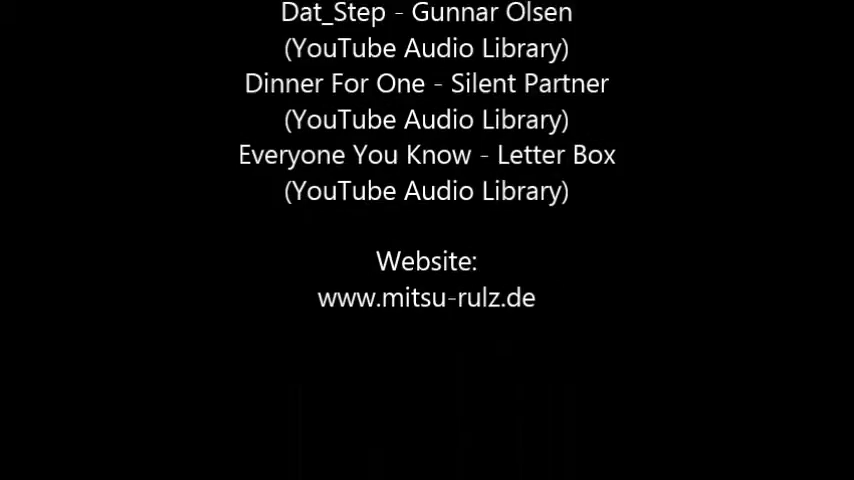 Dat_Step - Gunnar Olsen
(YouTube Audio Library)
Dinner For One - Silent Partner
(YouTube Audio Library)
Everyone You Know - Letter Box
(YouTube Audio Library)
Website:
www.mitsu-rulz.de